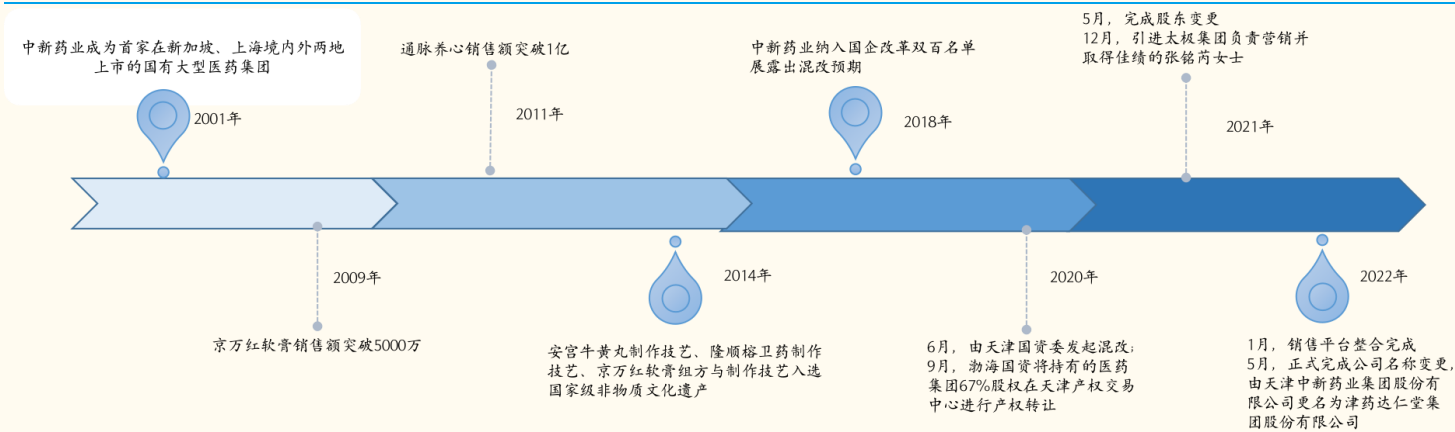 中新药业成为首家在新加坡、上海境内外两地
上市的国有大型医药集团
2001年
2009年
京万红软膏销售额突破5000万
通脉养心销售额突破1亿
2011年
2014年
安宫牛黄丸制作技艺、隆顺榕卫药制作
技艺、京万红软膏组方与制作技艺入选
国家级非物质文化遗产
中新药业纳入国企改革双百名单
展露出混改预期
2018年
2020年
6月，由天津国资委发起混改；
9月，渤海国资将持有的医药
集团67%股权在天津产权交易
中心进行产权转让
5月，完成股东变更
12月，引进太极集团负责营销并
取得佳绩的张铭芮女士
2021年
2022年
1月，销售平台整合完成
5月，正式完成公司名称变更，
由天津中新药业集团股份有
限公司更名为津药达仁堂集
团股份有限公司